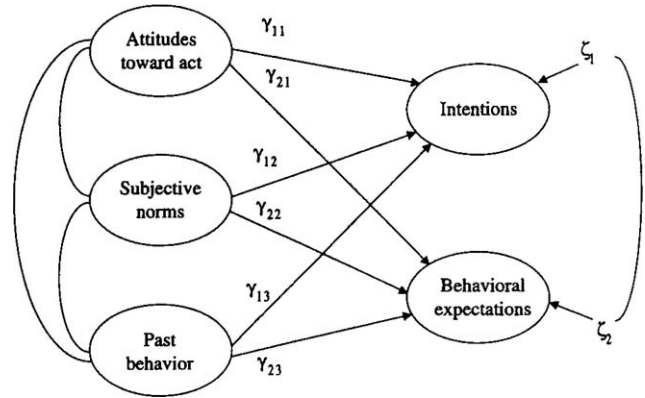 Attitudes
toward act
γ11
γ21
ζ1
Intentions
Subjective
norms
γ12
γ22
γ13
Behavioral
expectations
Past
behavior
γ23
ζ2